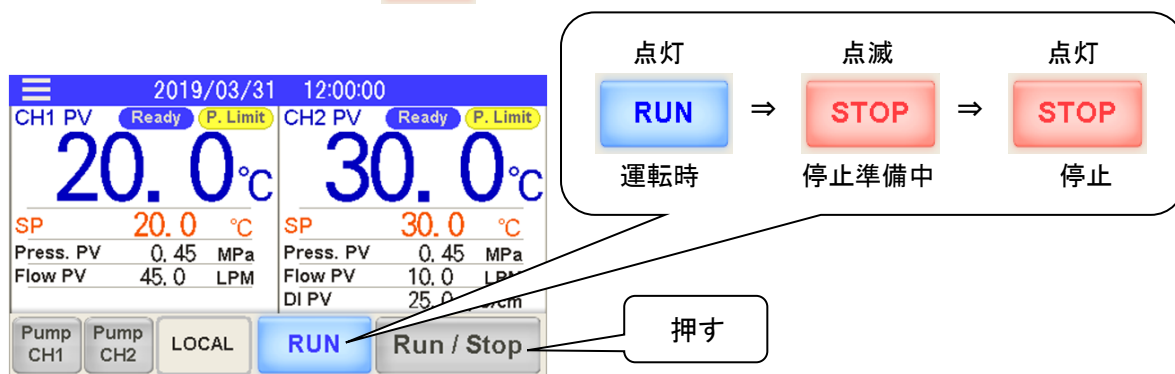 2019/03/31 12:00:00
CH1 PV Ready P. Limit
20.0℃
SP 20.0 ℃
Press. PV 0.45 MPa
Flow PV 45.0 LPM
CH2 PV Ready P. Limit
30.0℃
SP 30.0 ℃
Press. PV 0.45 MPa
Flow PV 10.0 LPM
DI PV 25.0
Pump CH1
Pump CH2
LOCAL
RUN
Run / Stop
点灯
RUN
運転時
⇒
点滅
STOP
停止準備中
⇒
点灯
STOP
停止
押す